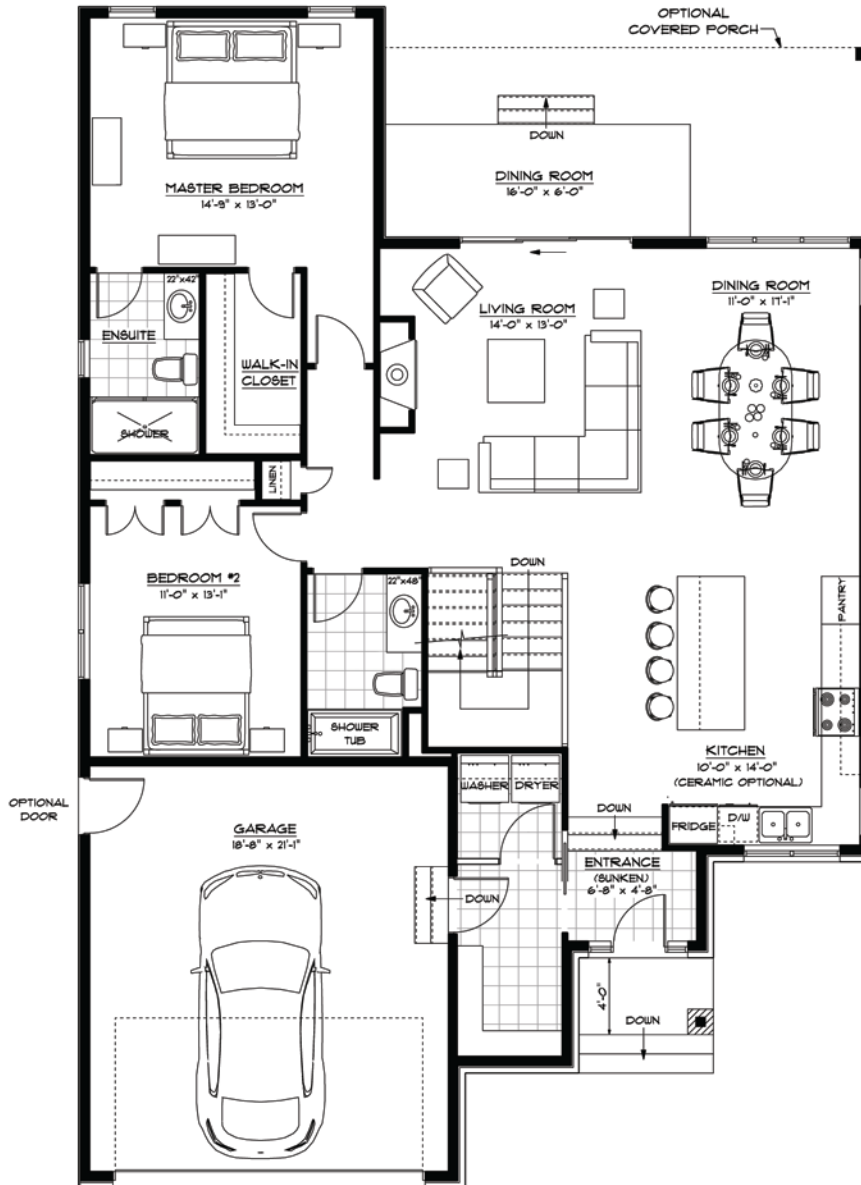 OPTIONAL
COVERED PORCH
DOWN
DINING ROOM
16'-0" x 6'-0"
MASTER BEDROOM
14'-9" x 13'-0"
22"x42"
ENSUITE
WALK-IN
CLOSET
SHOWER
LIVING ROOM
14'-0" x 13'-0"
DINING ROOM
11'-0" x 17'-1"
LINEN
BEDROOM #2
11'-0" x 13'-1"
22"x48"
DOWN
SHOWER
TUB
PANTRY
KITCHEN
10'-0" x 14'-0"
(CERAMIC OPTIONAL)
WASHER
DRYER
DOWN
FRIDGE
D/W
OPTIONAL
DOOR
GARAGE
18'-8" x 21'-1"
DOWN
ENTRANCE
(SUNKEN)
6'-8" x 4'-8"
4'-0"
DOWN